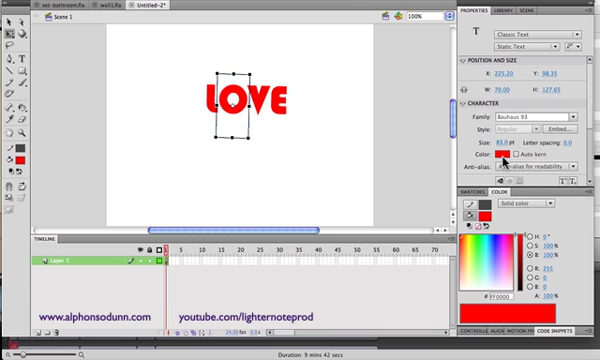 set-bathroom.fla
wall1.fla
Untitled-2*
Scene 1
100%
LOVE
PROPERTIES
LIBRARY
SCENE
T
Classic Text
Static Text
POSITION AND SIZE
X: 225.20
Y: 98.35
W: 70.00
H: 127.65
CHARACTER
Family: Bauhaus 93
Style: Regular
Embed...
Size: 83.0 pt
Letter spacing: 0.0
Color:
Auto kern
Anti-alias: Anti-alias for readability
SWATCHES
COLOR
Solid color
H: 0 °
S: 100 %
B: 100 %
R: 255
G: 0
B: 0
# FF0000
A: 100 %
TIMELINE
1 5 10 15 20 25 30 35 40 45 50 55 60 65 70
Layer 1
www.alphonsodunn.com
youtube.com/lighternoteprod
1 24.00 fps 0.0 s
CODE SNIPPETS
Duration: 9 mins 42 secs